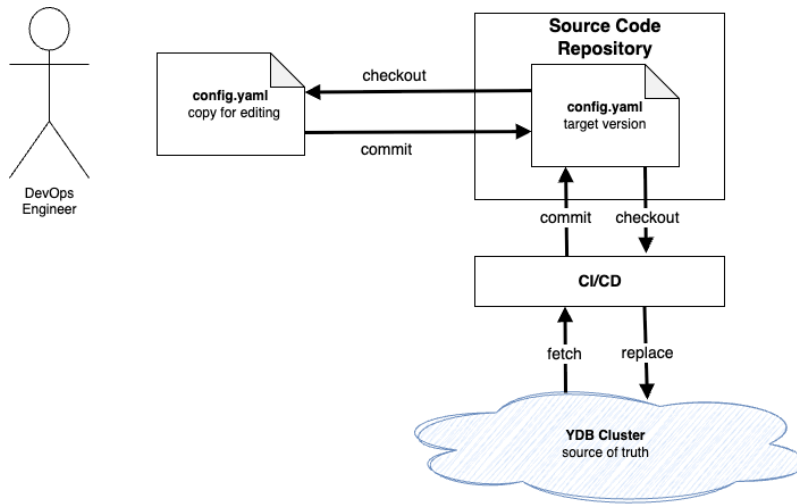 Source Code
Repository
config.yaml
copy for editing
checkout
commit
config.yaml
target version
DevOps
Engineer
commit
checkout
CI/CD
fetch
replace
YDB Cluster
source of truth